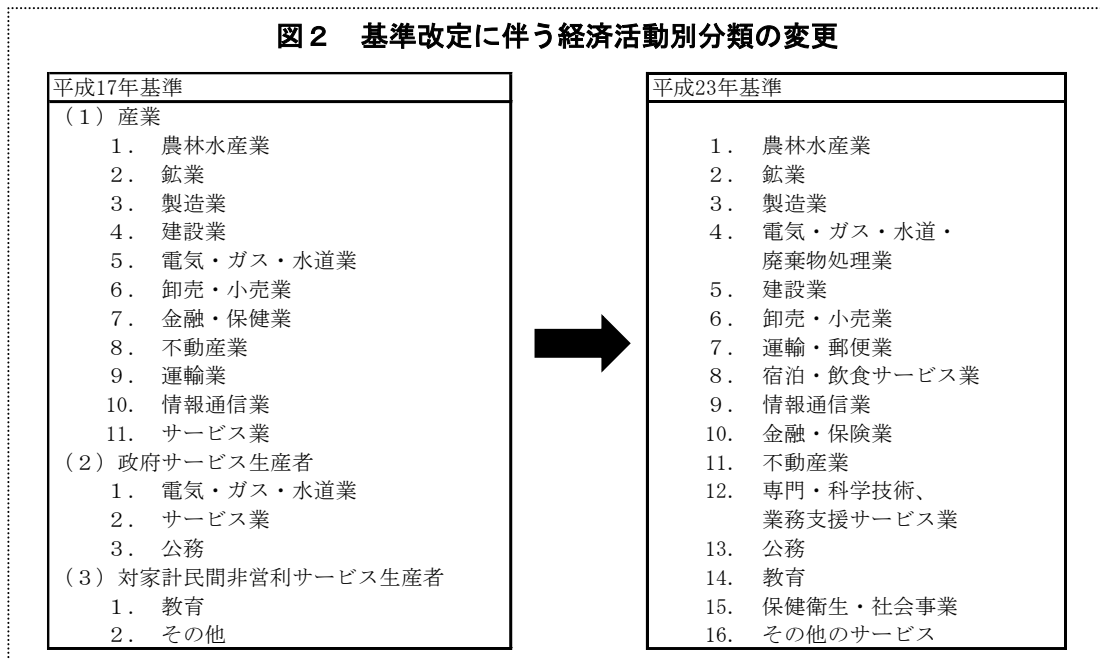 図２　基準改定に伴う経済活動別分類の変更
平成17年基準
（１）産業
１．　農林水産業
２．　鉱業
３．　製造業
４．　建設業
５．　電気・ガス・水道業
６．　卸売・小売業
７．　金融・保健業
８．　不動産業
９．　運輸業
10.　情報通信業
11.　サービス業
（２）政府サービス生産者
１．　電気・ガス・水道業
２．　サービス業
３．　公務
（３）対家計民間非営利サービス生産者
１．　教育
２．　その他
平成23年基準
１．　農林水産業
２．　鉱業
３．　製造業
４．　電気・ガス・水道・
廃棄物処理業
５．　建設業
６．　卸売・小売業
７．　運輸・郵便業
８．　宿泊・飲食サービス業
９．　情報通信業
10.　金融・保険業
11.　不動産業
12.　専門・科学技術、
業務支援サービス業
13.　公務
14.　教育
15.　保健衛生・社会事業
16.　その他のサービス